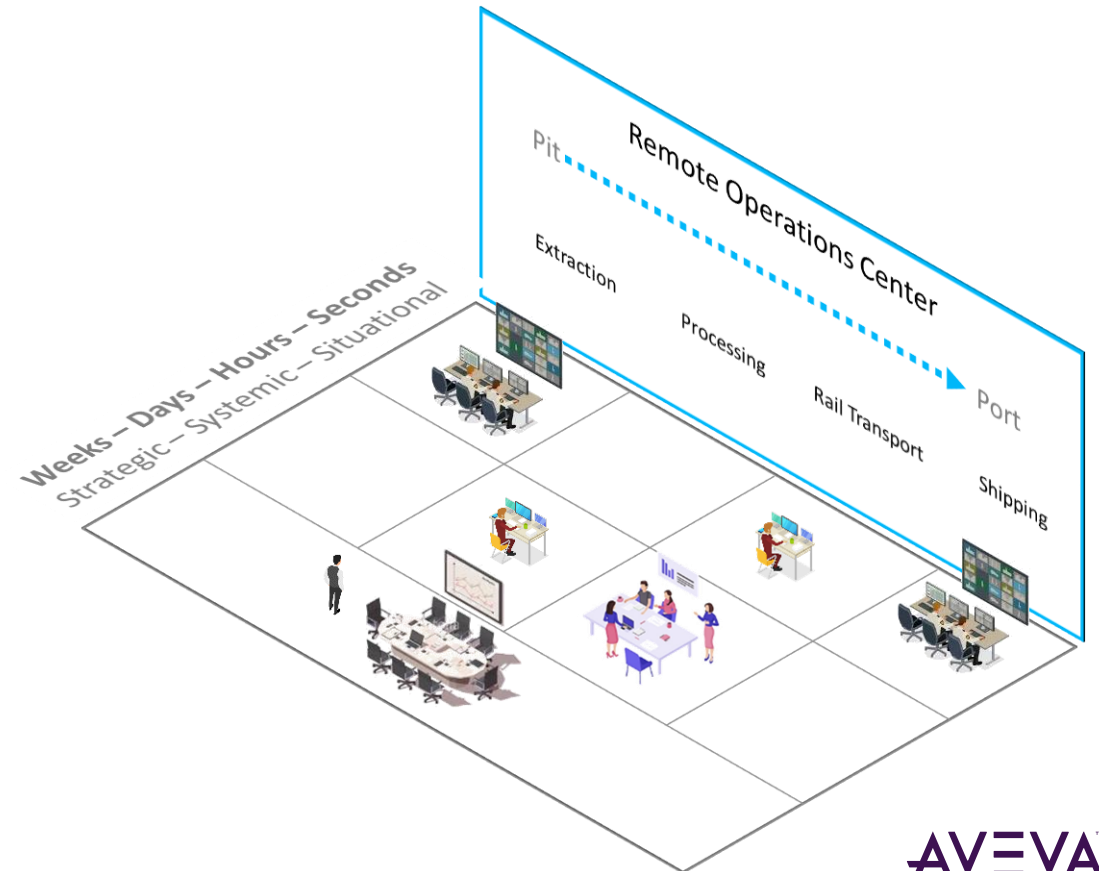 Remote Operations Center
Pit
Port
Extraction
Processing
Rail Transport
Shipping
Weeks – Days – Hours – Seconds
Strategic – Systemic – Situational
AVEVA